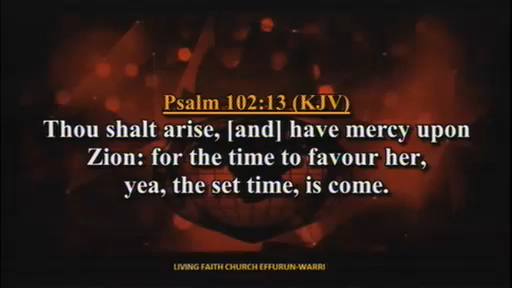 Psalm 102:13 (KJV)
Thou shalt arise, [and] have mercy upon
Zion: for the time to favour her,
yea, the set time, is come.
LIVING FAITH CHURCH EFFURUN-WARRI